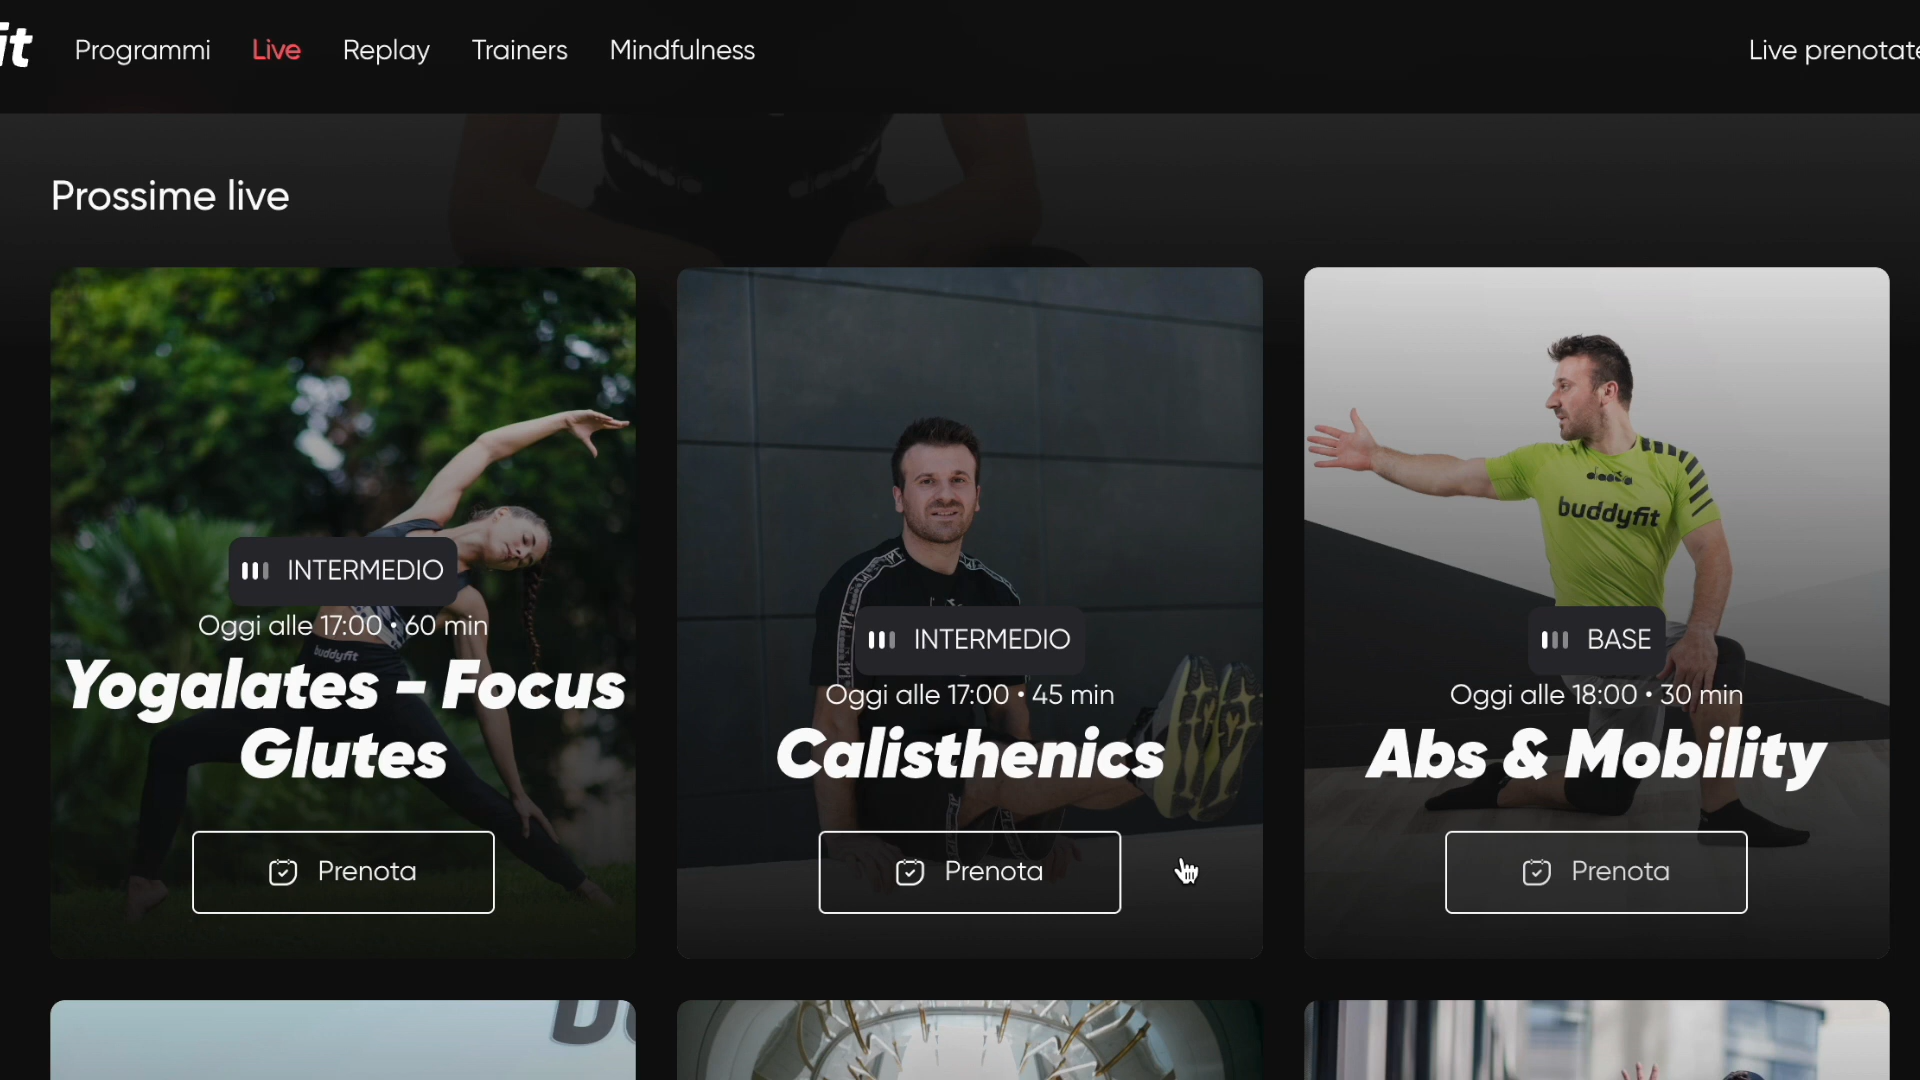 it Programmi Live Replay Trainers Mindfulness Live prenotate
Prossime live
INTERMEDIO
Oggi alle 17:00 • 60 min
buddyfit
Yogalates - Focus
Glutes
Prenota
INTERMEDIO
Oggi alle 17:00 • 45 min
Calisthenics
Prenota
diadora
buddyfit
BASE
Oggi alle 18:00 • 30 min
Abs & Mobility
Prenota